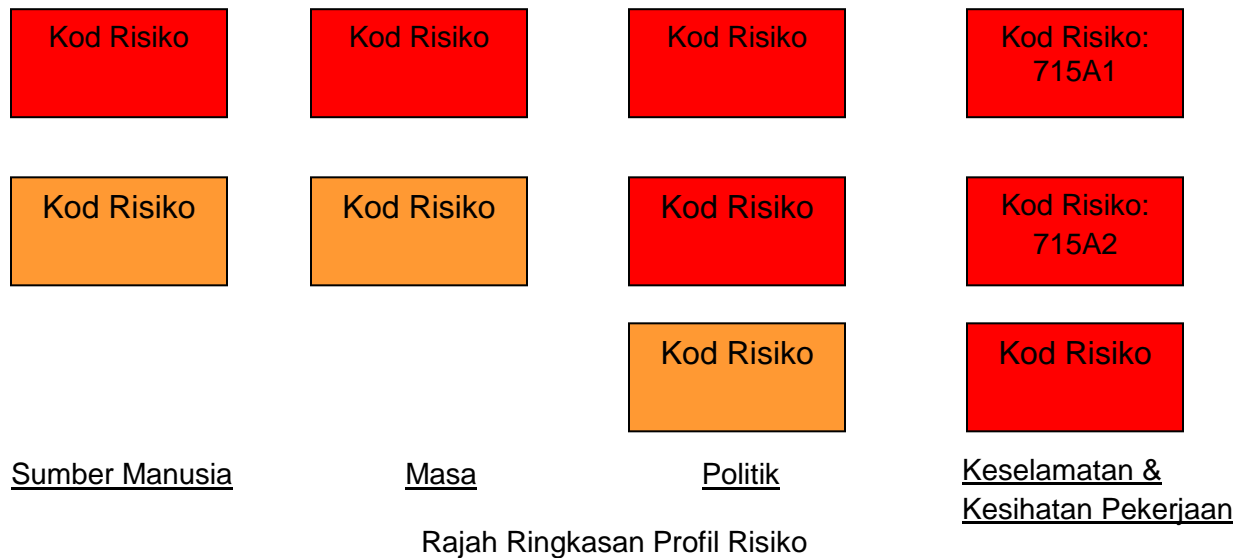 Kod Risiko
Kod Risiko
Kod Risiko
Kod Risiko:
715A1
Kod Risiko
Kod Risiko
Kod Risiko
Kod Risiko:
715A2
Kod Risiko
Kod Risiko
Sumber Manusia
Masa
Politik
Keselamatan &
Kesihatan Pekerjaan
Rajah Ringkasan Profil Risiko